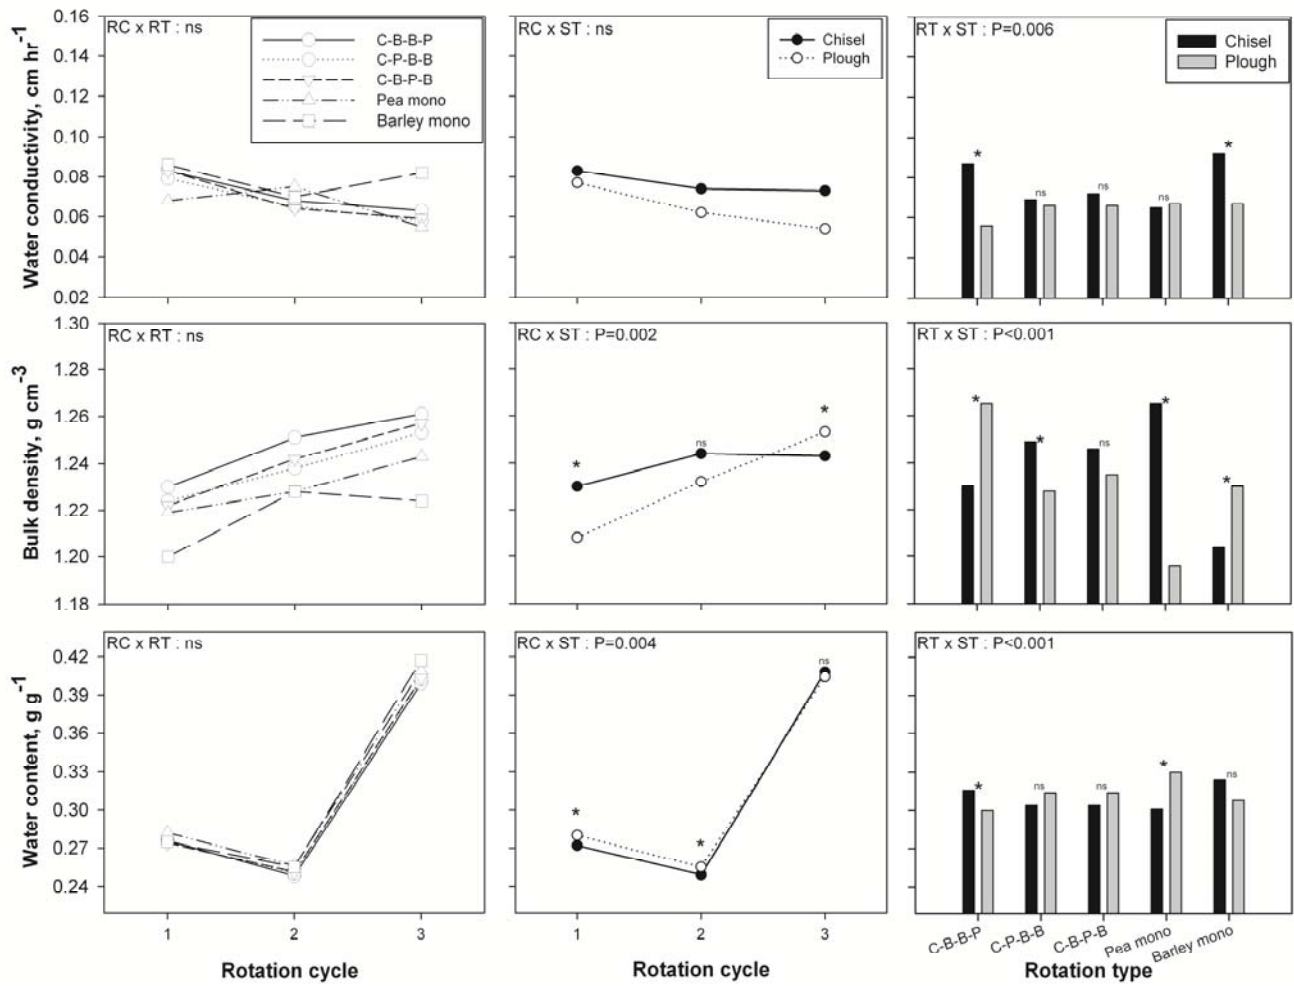 RC x RT : ns
C-B-B-P
C-P-B-B
C-B-P-B
Pea mono
Barley mono
Water conductivity, cm hr-1
0.16
0.14
0.12
0.10
0.08
0.06
0.04
0.02
1
2
3
RC x ST : ns
Chisel
Plough
1
2
3
RT x ST : P=0.006
Chisel
Plough
*
ns
ns
ns
*
RC x RT : ns
Bulk density, g cm-3
1.30
1.28
1.26
1.24
1.22
1.20
1.18
RC x ST : P=0.002
*
ns
*
RT x ST : P<0.001
*
*
ns
*
*
RC x RT : ns
Water content, g g-1
0.42
0.39
0.36
0.33
0.30
0.27
0.24
1
2
3
Rotation cycle
RC x ST : P=0.004
*
*
ns
1
2
3
Rotation cycle
RT x ST : P<0.001
*
ns
ns
*
ns
C-B-B-P
C-P-B-B
C-B-P-B
Pea mono
Barley mono
Rotation type